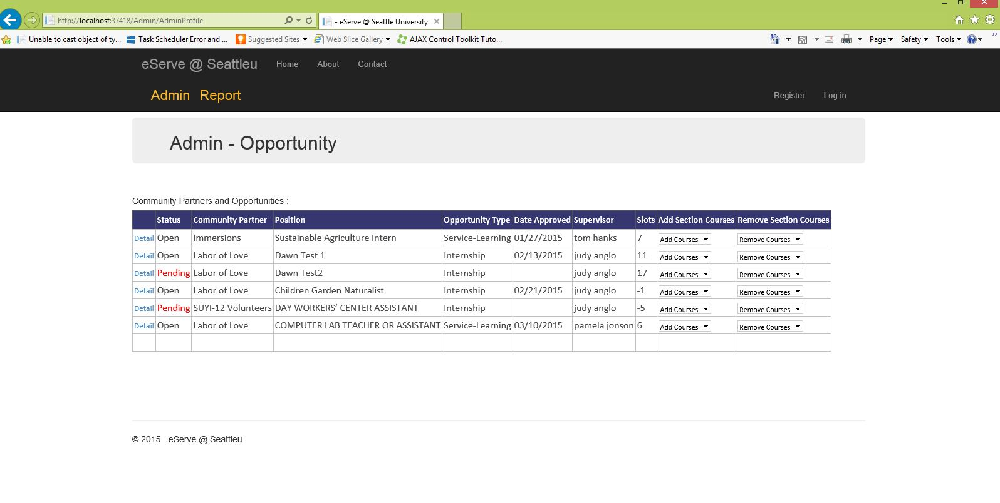 http://localhost:37418/Admin/AdminProfile - eServe @ Seattle University
Unable to cast object of ty... Task Scheduler Error and ... Suggested Sites Web Slice Gallery AJAX Control Toolkit Tuto... Page Safety Tools
eServe @ Seattleu Home About Contact
Admin Report Register Log in
Admin - Opportunity
Community Partners and Opportunities :
Status Community Partner Position Opportunity Type Date Approved Supervisor Slots Add Section Courses Remove Section Courses
Detail Open Immersions Sustainable Agriculture Intern Service-Learning 01/27/2015 tom hanks 7 Add Courses Remove Courses
Detail Open Labor of Love Dawn Test 1 Internship 02/13/2015 judy anglo 11 Add Courses Remove Courses
Detail Pending Labor of Love Dawn Test2 Internship judy anglo 17 Add Courses Remove Courses
Detail Open Labor of Love Children Garden Naturalist Internship 02/21/2015 judy anglo -1 Add Courses Remove Courses
Detail Pending SUYI-12 Volunteers DAY WORKERS’ CENTER ASSISTANT Internship judy anglo -5 Add Courses Remove Courses
Detail Open Labor of Love COMPUTER LAB TEACHER OR ASSISTANT Service-Learning 03/10/2015 pamela jonson 6 Add Courses Remove Courses
© 2015 - eServe @ Seattleu